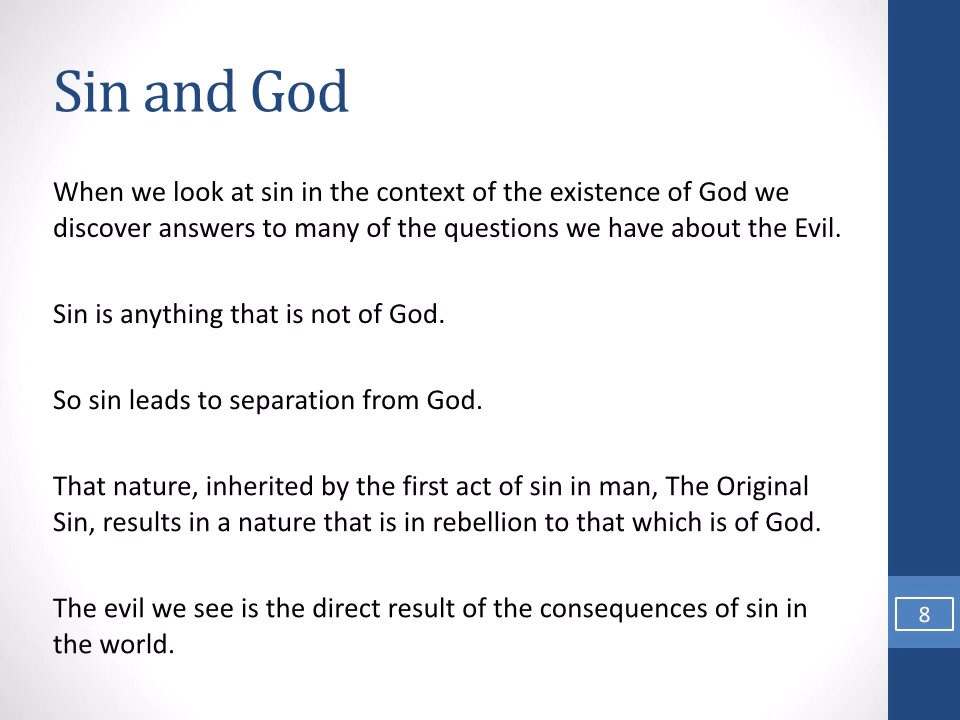 Sin and God
When we look at sin in the context of the existence of God we
discover answers to many of the questions we have about the Evil.
Sin is anything that is not of God.
So sin leads to separation from God.
That nature, inherited by the first act of sin in man, The Original
Sin, results in a nature that is in rebellion to that which is of God.
The evil we see is the direct result of the consequences of sin in
the world.
8